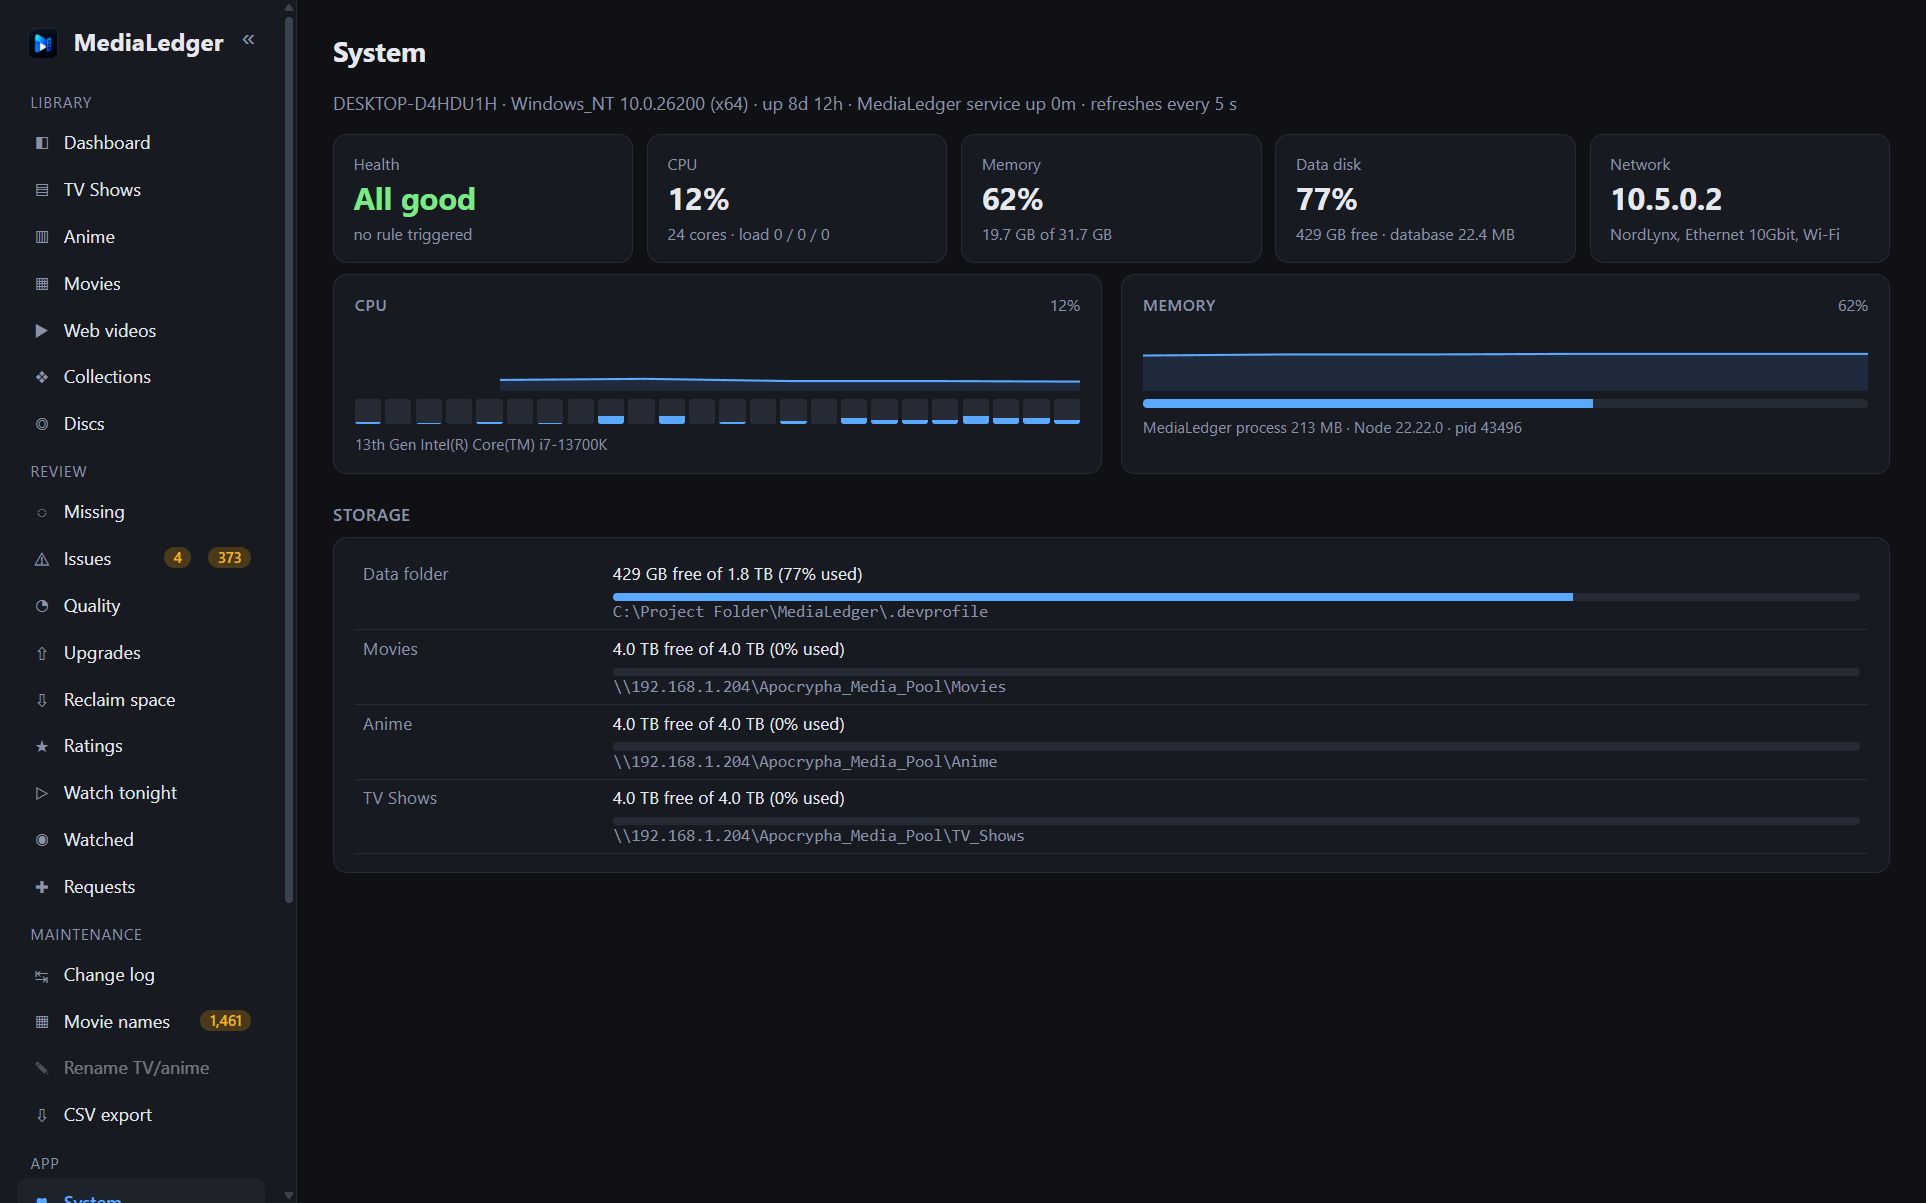 MediaLedger «
LIBRARY
Dashboard
TV Shows
Anime
Movies
Web videos
Collections
Discs
REVIEW
Missing
Issues 4 373
Quality
Upgrades
Reclaim space
Ratings
Watch tonight
Watched
Requests
MAINTENANCE
Change log
Movie names 1,461
Rename TV/anime
CSV export
APP
System
System
DESKTOP-D4HDU1H · Windows_NT 10.0.26200 (x64) · up 8d 12h · MediaLedger service up 0m · refreshes every 5 s
Health
All good
no rule triggered
CPU
12%
24 cores · load 0 / 0 / 0
Memory
62%
19.7 GB of 31.7 GB
Data disk
77%
429 GB free · database 22.4 MB
Network
10.5.0.2
NordLynx, Ethernet 10Gbit, Wi-Fi
CPU 12%
13th Gen Intel(R) Core(TM) i7-13700K
MEMORY 62%
MediaLedger process 213 MB · Node 22.22.0 · pid 43496
STORAGE
Data folder 429 GB free of 1.8 TB (77% used)
C:\Project Folder\MediaLedger\.devprofile
Movies 4.0 TB free of 4.0 TB (0% used)
\\192.168.1.204\Apocrypha_Media_Pool\Movies
Anime 4.0 TB free of 4.0 TB (0% used)
\\192.168.1.204\Apocrypha_Media_Pool\Anime
TV Shows 4.0 TB free of 4.0 TB (0% used)
\\192.168.1.204\Apocrypha_Media_Pool\TV_Shows